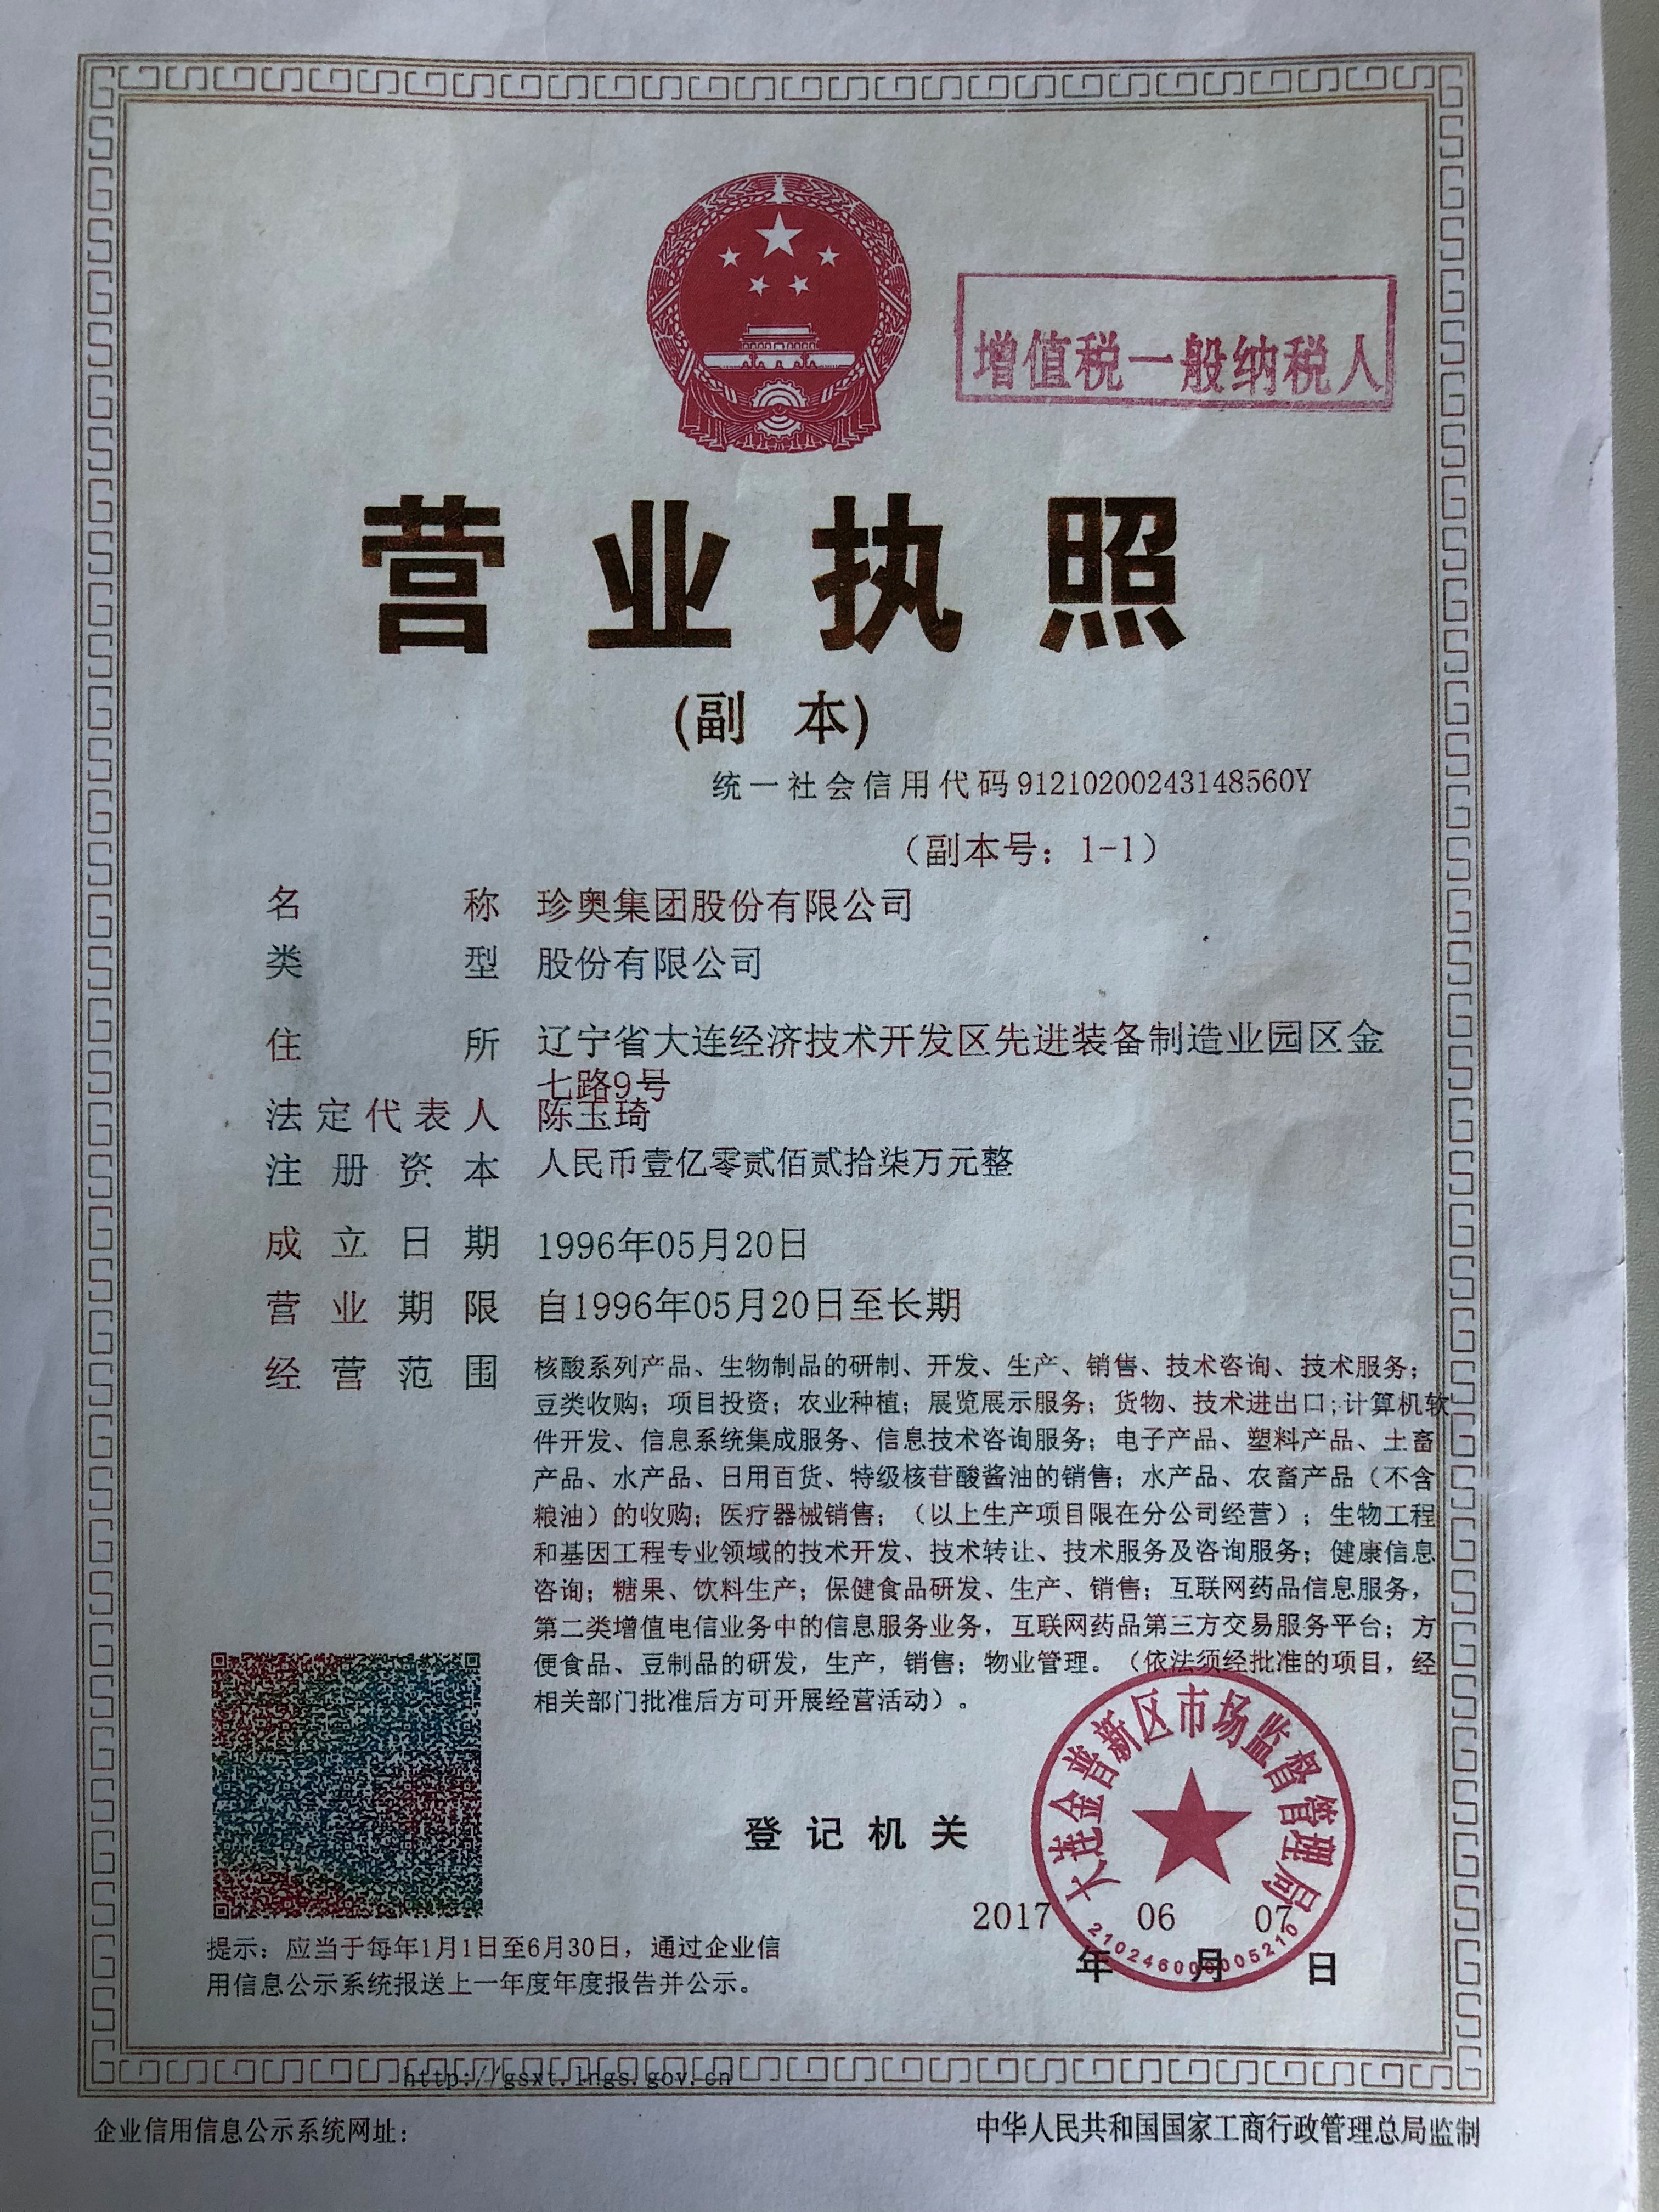 增值税一般纳税人
营业执照
(副 本)
统一社会信用代码91210200243148560Y
（副本号：1-1）
名 称 珍奥集团股份有限公司
类 型 股份有限公司
住 所 辽宁省大连经济技术开发区先进装备制造业园区金
七路9号
法定代表人 陈玉琦
注册资本 人民币壹亿零贰佰贰拾柒万元整
成立日期 1996年05月20日
营业期限 自1996年05月20日至长期
经营范围 核酸系列产品、生物制品的研制、开发、生产、销售、技术咨询、技术服务；
豆类收购；项目投资；农业种植；展览展示服务；货物、技术进出口;计算机软
件开发、信息系统集成服务、信息技术咨询服务；电子产品、塑料产品、土畜
产品、水产品、日用百货、特级核苷酸酱油的销售；水产品、农畜产品（不含
粮油）的收购；医疗器械销售；（以上生产项目限在分公司经营）；生物工程
和基因工程专业领域的技术开发、技术转让、技术服务及咨询服务；健康信息
咨询；糖果、饮料生产；保健食品研发、生产、销售；互联网药品信息服务，
第二类增值电信业务中的信息服务业务，互联网药品第三方交易服务平台；方
便食品、豆制品的研发，生产，销售；物业管理。（依法须经批准的项目，经
相关部门批准后方可开展经营活动）。
登记机关
大连金普新区市场监督管理局
2017 06 07
年 月 日
2102460000005210
提示：应当于每年1月1日至6月30日，通过企业信
用信息公示系统报送上一年度年度报告并公示。
http://gsxt.lngs.gov.cn
企业信用信息公示系统网址：
中华人民共和国国家工商行政管理总局监制